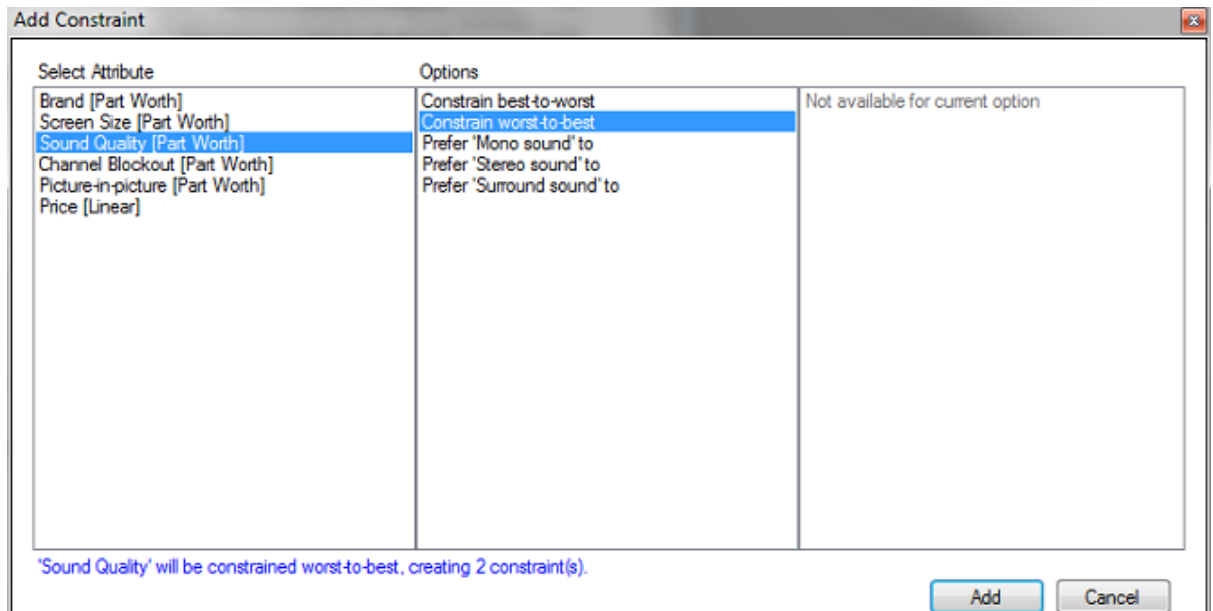 Add Constraint
Select Attribute
Options
Brand [Part Worth]
Screen Size [Part Worth]
Sound Quality [Part Worth]
Channel Blockout [Part Worth]
Picture-in-picture [Part Worth]
Price [Linear]
Constrain best-to-worst
Constrain worst-to-best
Prefer 'Mono sound' to
Prefer 'Stereo sound' to
Prefer 'Surround sound' to
Not available for current option
'Sound Quality' will be constrained worst-to-best, creating 2 constraint(s).
Add
Cancel